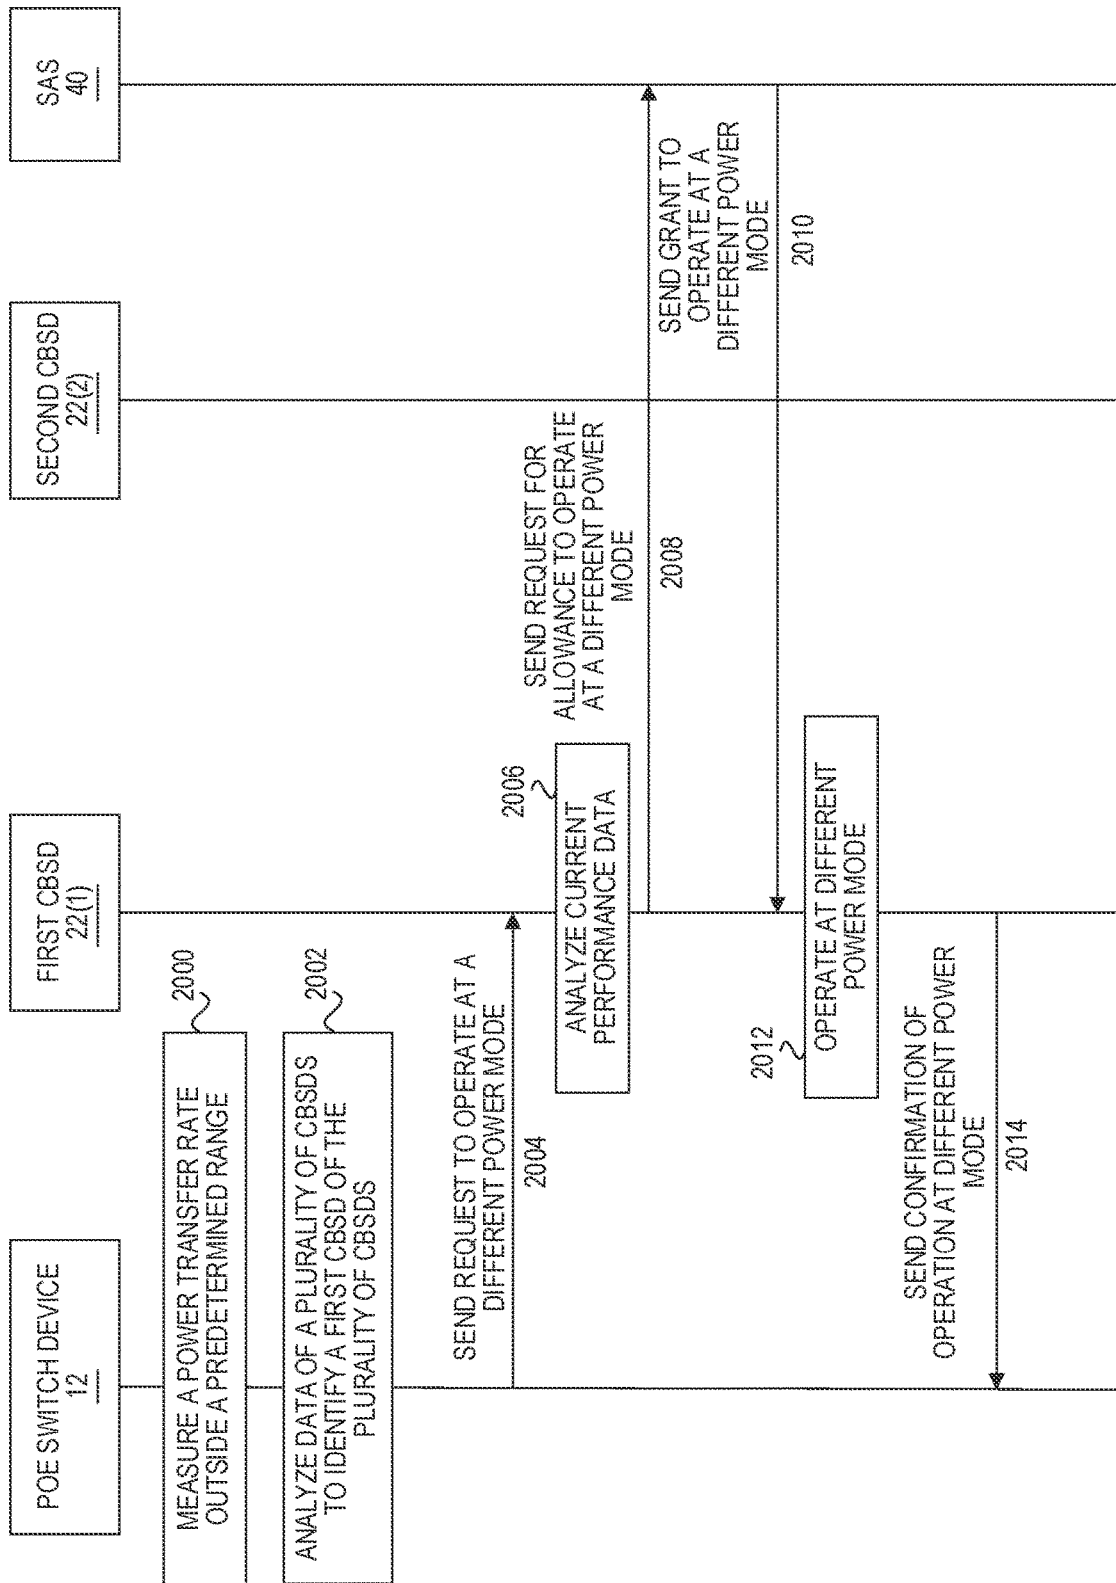 POE SWITCH DEVICE
12
FIRST CBSD
22(1)
SECOND CBSD
22(2)
SAS
40
MEASURE A POWER TRANSFER RATE
OUTSIDE A PREDETERMINED RANGE
2000
ANALYZE DATA OF A PLURALITY OF CBSDS
TO IDENTIFY A FIRST CBSD OF THE
PLURALITY OF CBSDS
2002
SEND REQUEST TO OPERATE AT A
DIFFERENT POWER MODE
2004
ANALYZE CURRENT
PERFORMANCE DATA
2006
SEND REQUEST FOR
ALLOWANCE TO OPERATE
AT A DIFFERENT POWER
MODE
2008
SEND GRANT TO
OPERATE AT A
DIFFERENT POWER
MODE
2010
2012
OPERATE AT DIFFERENT
POWER MODE
SEND CONFIRMATION OF
OPERATION AT DIFFERENT POWER
MODE
2014